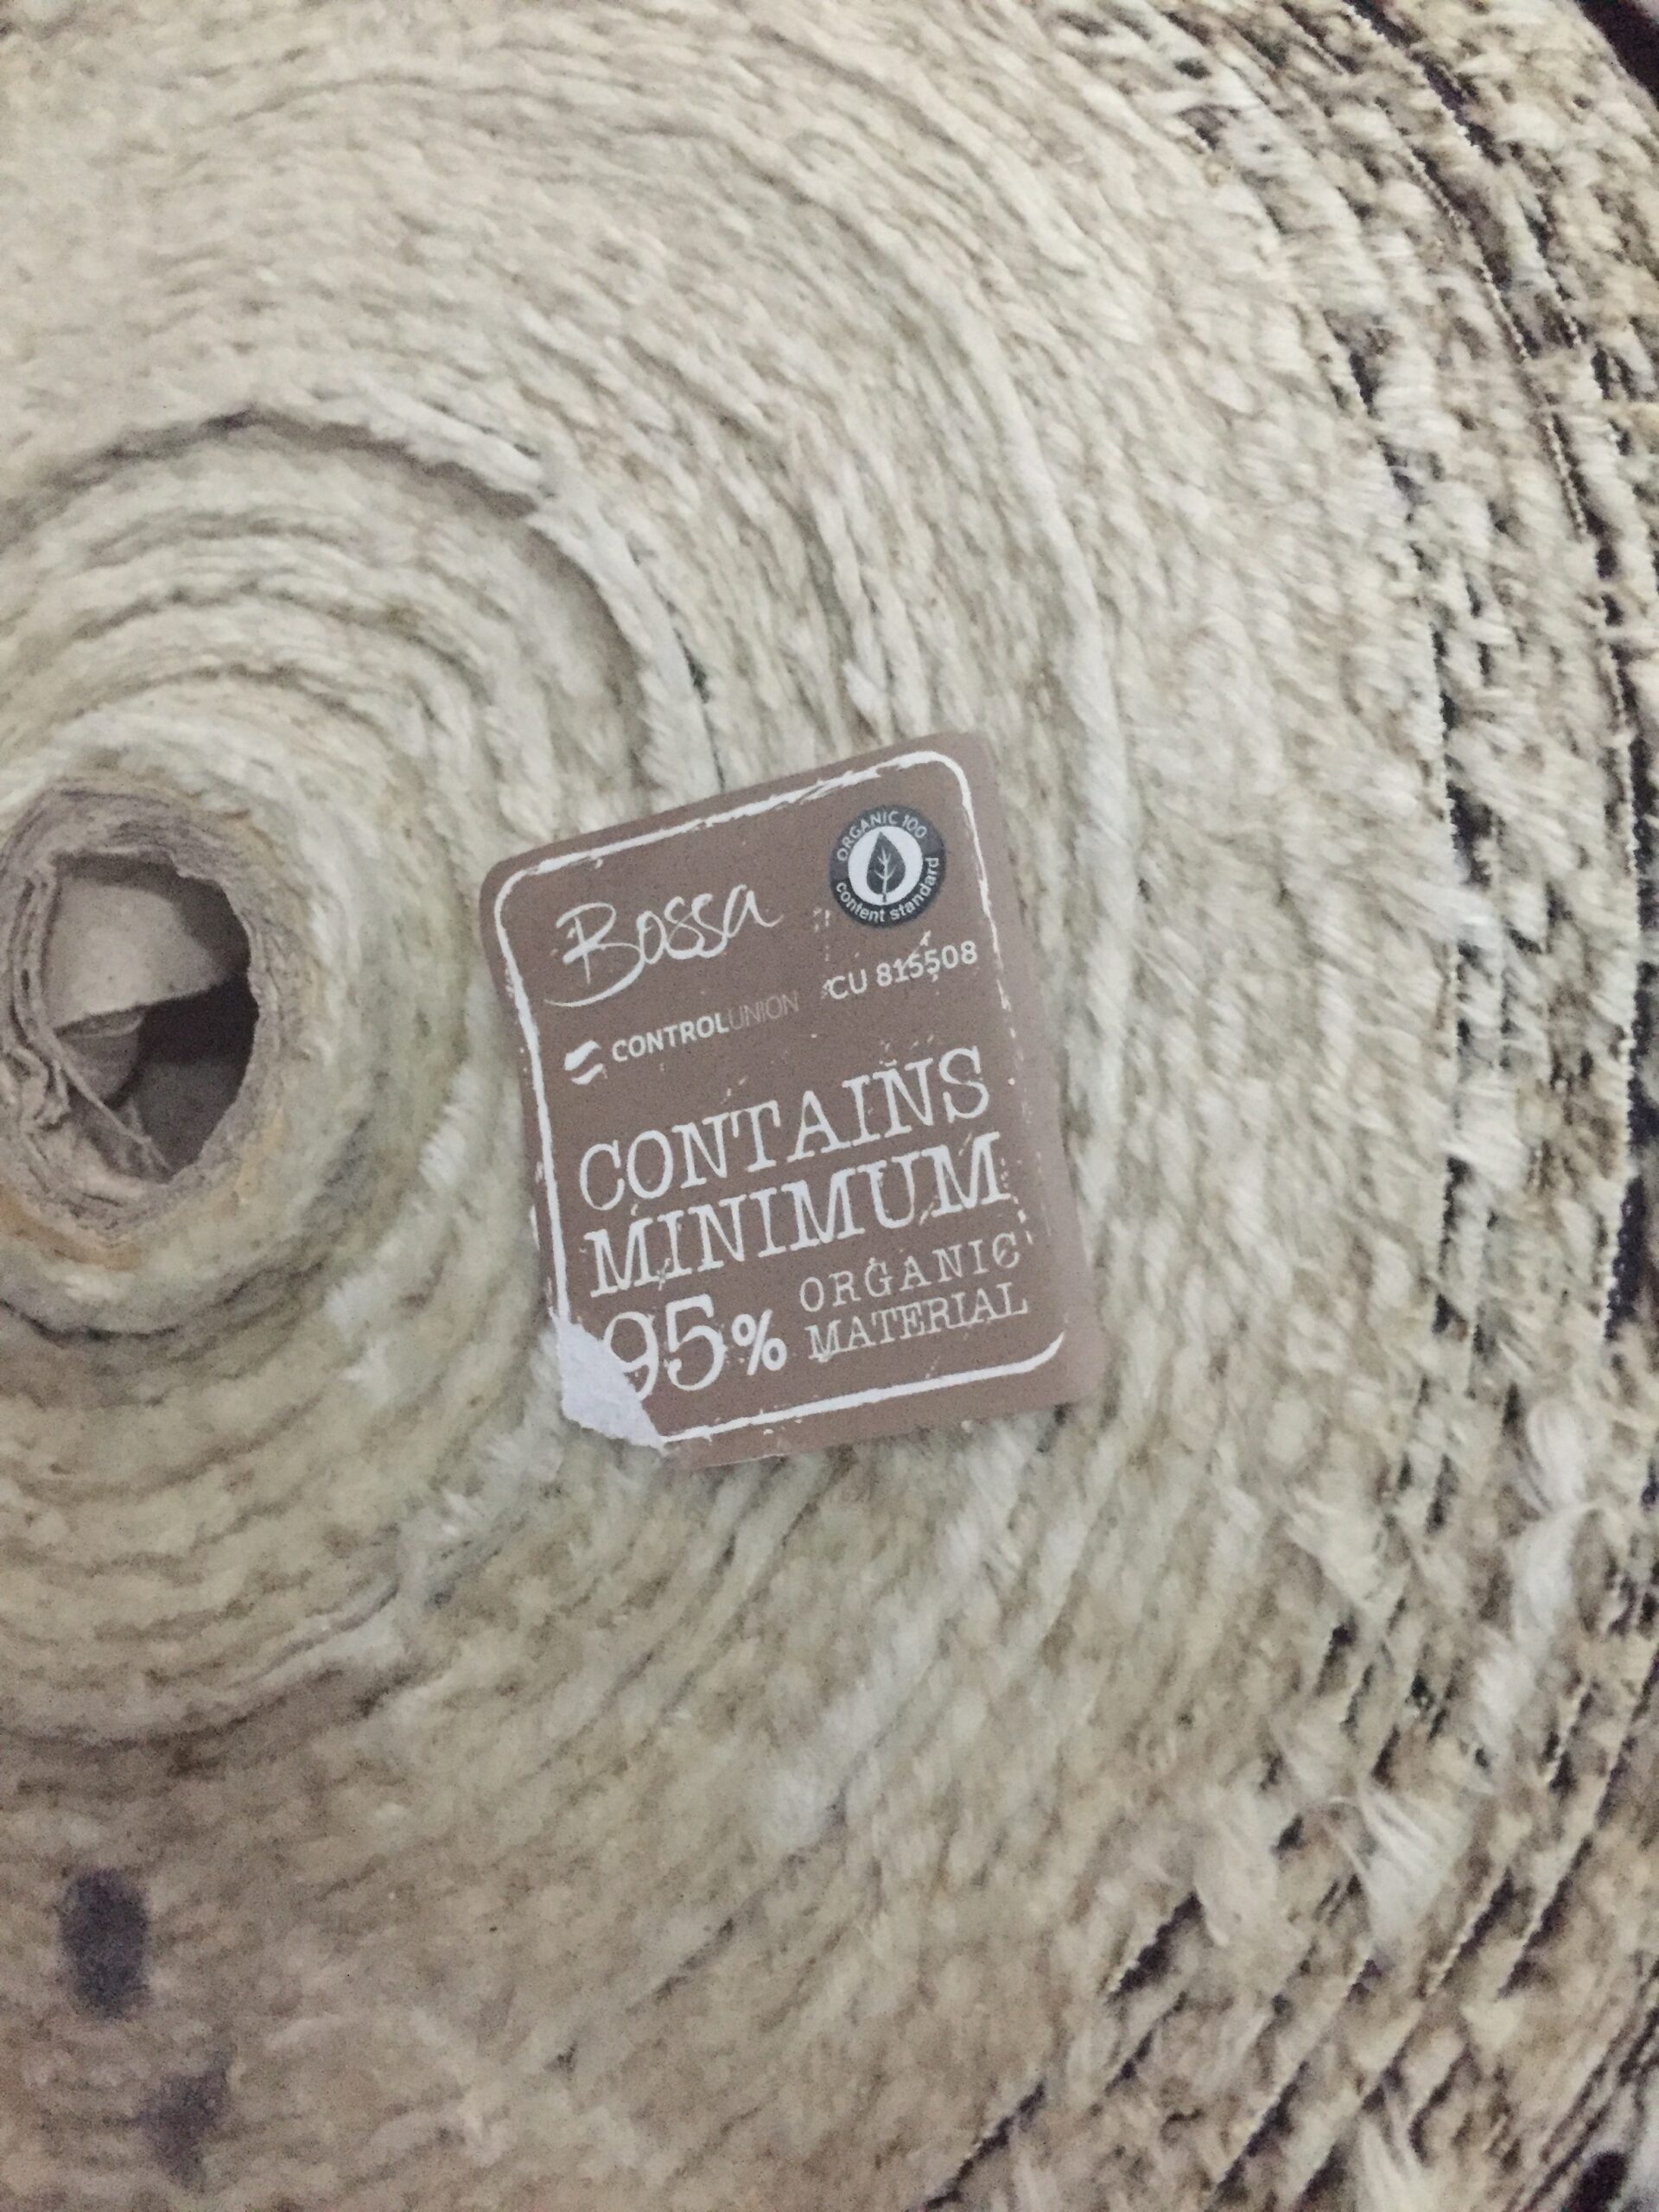 Bossa
ORGANIC 100
content standard
CU 815508
CONTROLUNION
CONTAINS
MINIMUM
95% ORGANIC
MATERIAL